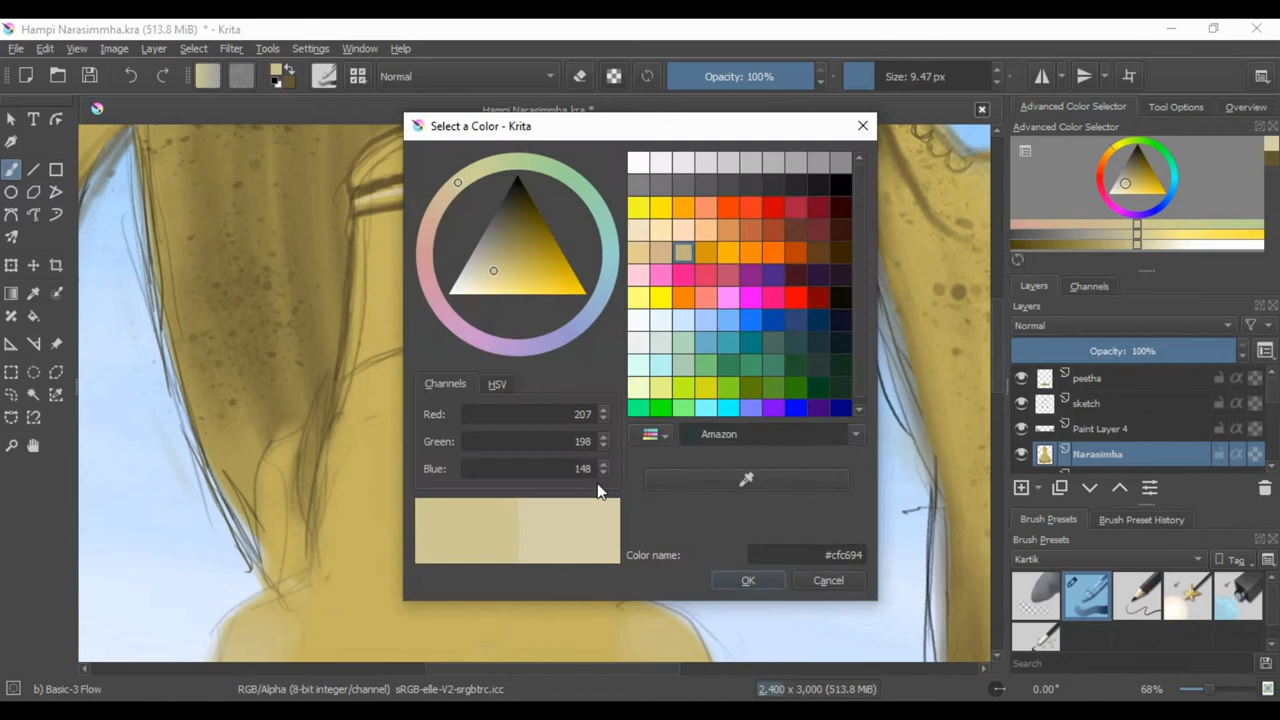 Hampi Narasimmha.kra (513.8 MiB) * - Krita
File Edit View Image Layer Select Filter Tools Settings Window Help
Normal Opacity: 100% Size: 9.47 px
Hampi Narasimmha.kra *
Advanced Color Selector Tool Options Overview
Advanced Color Selector
Select a Color - Krita
Layers Channels
Layers
Normal
Opacity: 100%
peetha
sketch
Paint Layer 4
Narasimha
Channels HSV
Red: 207
Green: 198
Blue: 148
Amazon
Color name: #cfc694
OK Cancel
Brush Presets Brush Preset History
Brush Presets
Kartik Tag
Search
b) Basic-3 Flow RGB/Alpha (8-bit integer/channel) sRGB-elle-V2-srgbtrc.icc 2,400 x 3,000 (513.8 MiB) 0.00° 68%